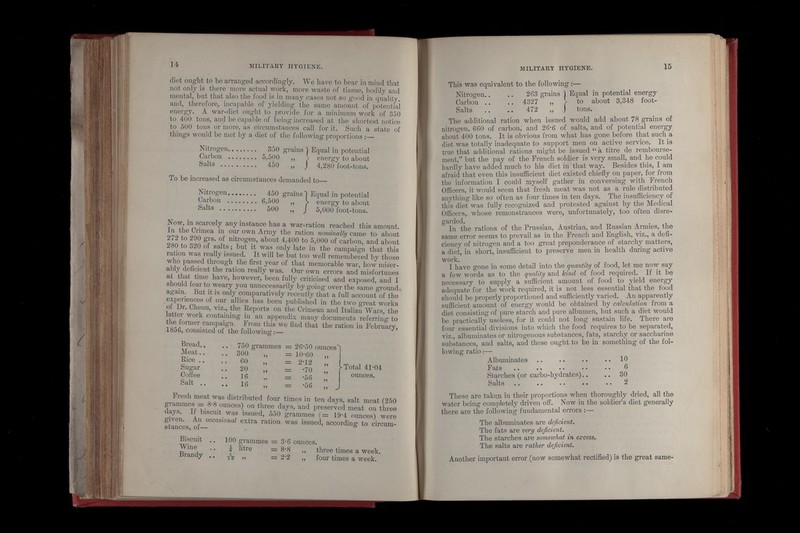 14 MILITARY HYGIENE.
diet ought to be arranged accordingly. We have to bear in mind that
not only is there more actual work, more waste of tissue, bodily and
mental, but that also the food is in many cases not so good in quality,
and, therefore, incapable of yielding the same amount of potential
energy. A war-diet ought to provide for a minimum work of 350
to 400 tons, and be capable of being increased at the shortest notice
to 500 tons or more, as circumstances call for it. Such a state of
things would be met by a diet of the following proportions :—
Nitrogen........ 350 grains } Equal in potential
Carbon ........ 5,500 „ } energy to about
Salts .......... 450 „ } 4,280 foot-tons.
To be increased as circumstances demanded to—
Nitrogen........ 450 grains } Equal in potential
Carbon ........ 6,500 „ } energy to about
Salts .......... 500 „ } 5,000 foot-tons.
Now, in scarcely any instance has a war-ration reached this amount.
In the Crimea in our own Army the ration nominally came to about
272 to 290 grs. of nitrogen, about 4,400 to 5,000 of carbon, and about
280 to 320 of salts; but it was only late in the campaign that this
ration was really issued. It will be but too well remembered by those
who passed through the first year of that memorable war, how miser-
ably deficient the ration really was. Our own errors and misfortunes
at that time have, however, been fully criticised and exposed, and I
should fear to weary you unnecessarily by going over the same ground
again. But it is only comparatively recently that a full account of the
experiences of our allies has been published in the two great works
of Dr. Chenu, viz., the Reports on the Crimean and Italian Wars, the
latter work containing in an appendix many documents referring to
the former campaign. From this we find that the ration in February,
1856, consisted of the following :—
Bread.. .. 750 grammes = 26·50 ounces
Meat.. .. 300 „ = 10·60 „
Rice .. .. 60 „ = 2·12 „
Sugar .. 20 „ = ·70 „ } Total 41·04
Coffee .. 16 „ = ·56 „ ounces.
Salt .. .. 16 „ = ·56 „
Fresh meat was distributed four times in ten days, salt meat (250
grammes = 8·8 ounces) on three days, and preserved meat on three
days. If biscuit was issued, 550 grammes (= 19·4 ounces) were
given. An occasional extra ration was issued, according to circum-
stances, of—
Biscuit .. 100 grammes = 3·6 ounces.
Wine .. ¼ litre = 8·8 „ three times a week.
Brandy .. 1/16 „ = 2·2 „ four times a week.
MILITARY HYGIENE. 15
This was equivalent to the following :—
Nitrogen.. .. 263 grains } Equal in potential energy
Carbon .. .. 4327 „ } to about 3,348 foot-
Salts .. .. 472 „ } tons.
The additional ration when issued would add about 78 grains of
nitrogen, 660 of carbon, and 26·6 of salts, and of potential energy
about 400 tons. It is obvious from what has gone before that such a
diet was totally inadequate to support men on active service. It is
true that additional rations might be issued "à titre de rembourse-
ment," but the pay of the French soldier is very small, and he could
hardly have added much to his diet in that way. Besides this, I am
afraid that even this insufficient diet existed chiefly on paper, for from
the information I could myself gather in conversing with French
Officers, it would seem that fresh meat was not as a rule distributed
anything like so often as four times in ten days. The insufficiency of
this diet was fully recognized and protested against by the Medical
Officers, whose remonstrances were, unfortunately, too often disre-
garded.
In the rations of the Prussian, Austrian, and Russian Armies, the
same error seems to prevail as in the French and English, viz., a defi-
ciency of nitrogen and a too great preponderance of starchy matters,
a diet, in short, insufficient to preserve men in health during active
work.
I have gone in some detail into the quantity of food, let me now say
a few words as to the quality and kind of food required. If it be
necessary to supply a sufficient amount of food to yield energy
adequate for the work required, it is not less essential that the food
should be properly proportioned and sufficiently varied. An apparently
sufficient amount of energy would be obtained by calculation from a
diet consisting of pure starch and pure albumen, but such a diet would
be practically useless, for it could not long sustain life. There are
four essential divisions into which the food requires to be separated,
viz., albuminates or nitrogenous substances, fats, starchy or saccharine
substances, and salts, and these ought to be in something of the fol-
lowing ratio :—
Albuminates .. .. .. .. 10
Fats .. .. .. .. .. 6
Starches (or carbo-hydrates).. .. 30
Salts .. .. .. .. .. 2
These are taken in their proportions when thoroughly dried, all the
water being completely driven off. Now in the soldier's diet generally
there are the following fundamental errors :—
The albuminates are deficient.
The fats are very deficient.
The starches are somewhat in excess.
The salts are rather deficient.
Another important error (now somewhat rectified) is the great same-